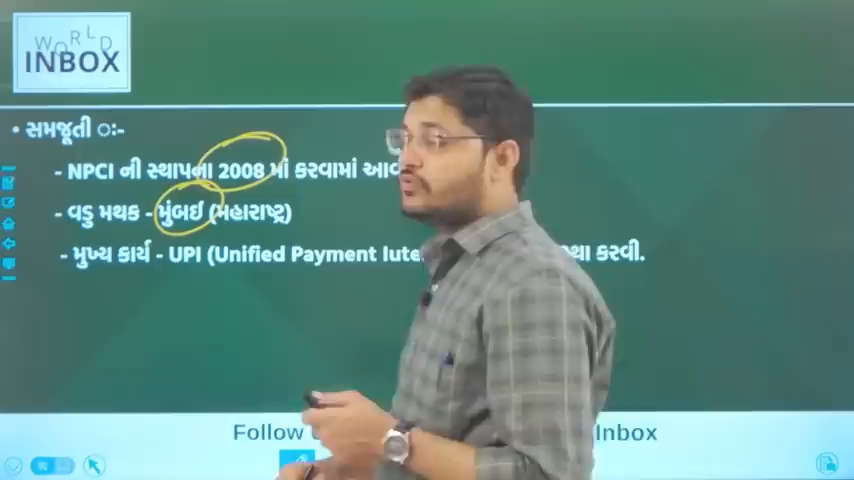 WORLD
INBOX
• સમજૂતી ઃ-
- NPCI ની સ્થાપના 2008 માં કરવામાં આવ
- વડુ મથક - મુંબઈ (મહારાષ્ટ્ર)
- મુખ્ય કાર્ય - UPI (Unified Payment Iute સ્થા કરવી.
Follow Inbox